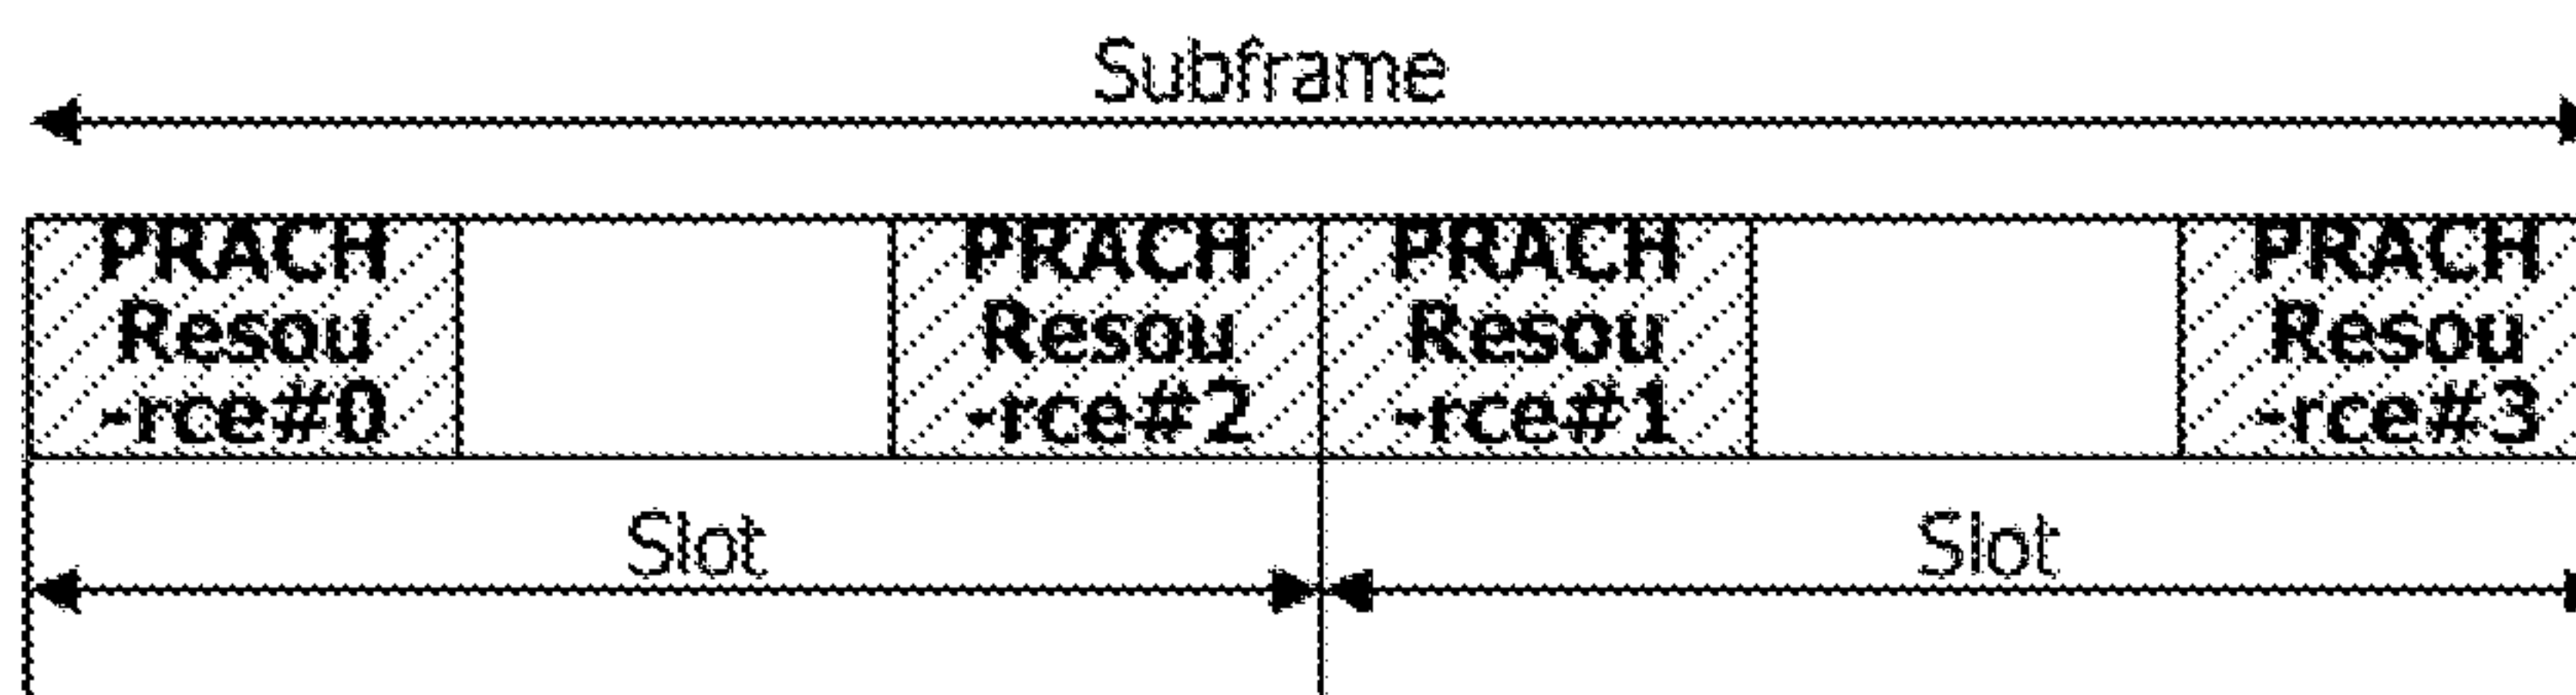 Subframe
PRACH
Resou
-rce#0
PRACH
Resou
-rce#2
PRACH
Resou
-rce#1
PRACH
Resou
-rce#3
Slot
Slot